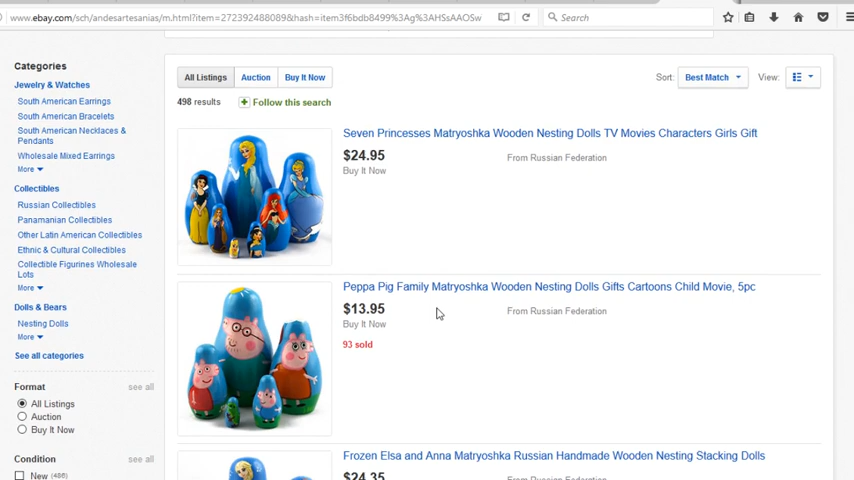 www.ebay.com/sch/andesartesanias/m.html?item=272392488089&hash=item3f6bdb8499%3Ag%3AHSsAAOSw
Search
Categories
Jewelry & Watches
South American Earrings
South American Bracelets
South American Necklaces &
Pendants
Wholesale Mixed Earrings
More
Collectibles
Russian Collectibles
Panamanian Collectibles
Other Latin American Collectibles
Ethnic & Cultural Collectibles
Collectible Figurines Wholesale
Lots
More
Dolls & Bears
Nesting Dolls
More
See all categories
Format see all
All Listings
Auction
Buy It Now
Condition see all
New (486)
All Listings Auction Buy It Now Sort: Best Match View:
498 results Follow this search
Seven Princesses Matryoshka Wooden Nesting Dolls TV Movies Characters Girls Gift
$24.95 From Russian Federation
Buy It Now
Peppa Pig Family Matryoshka Wooden Nesting Dolls Gifts Cartoons Child Movie, 5pc
$13.95 From Russian Federation
Buy It Now
93 sold
Frozen Elsa and Anna Matryoshka Russian Handmade Wooden Nesting Stacking Dolls
$24.35